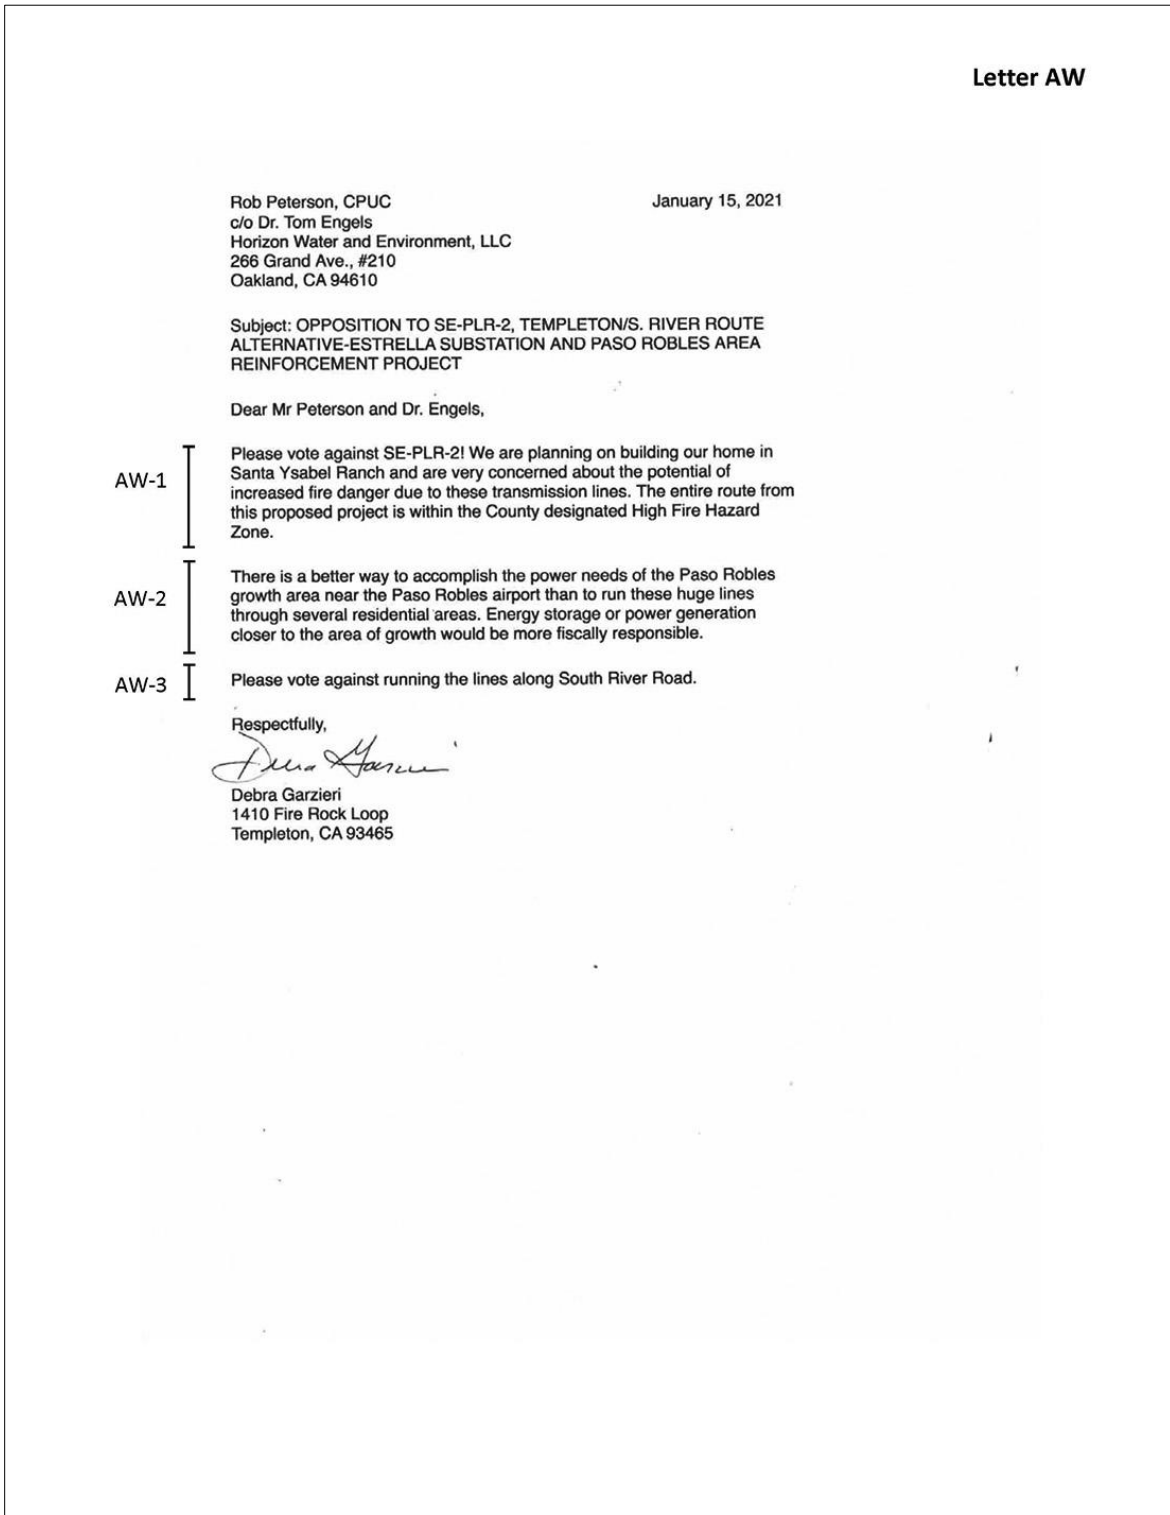 Letter AW
Rob Peterson, CPUC January 15, 2021
c/o Dr. Tom Engels
Horizon Water and Environment, LLC
266 Grand Ave., #210
Oakland, CA 94610
Subject: OPPOSITION TO SE-PLR-2, TEMPLETON/S. RIVER ROUTE
ALTERNATIVE-ESTRELLA SUBSTATION AND PASO ROBLES AREA
REINFORCEMENT PROJECT
Dear Mr Peterson and Dr. Engels,
AW-1
Please vote against SE-PLR-2! We are planning on building our home in
Santa Ysabel Ranch and are very concerned about the potential of
increased fire danger due to these transmission lines. The entire route from
this proposed project is within the County designated High Fire Hazard
Zone.
AW-2
There is a better way to accomplish the power needs of the Paso Robles
growth area near the Paso Robles airport than to run these huge lines
through several residential areas. Energy storage or power generation
closer to the area of growth would be more fiscally responsible.
AW-3
Please vote against running the lines along South River Road.
Respectfully,
Debra Garzieri
1410 Fire Rock Loop
Templeton, CA 93465